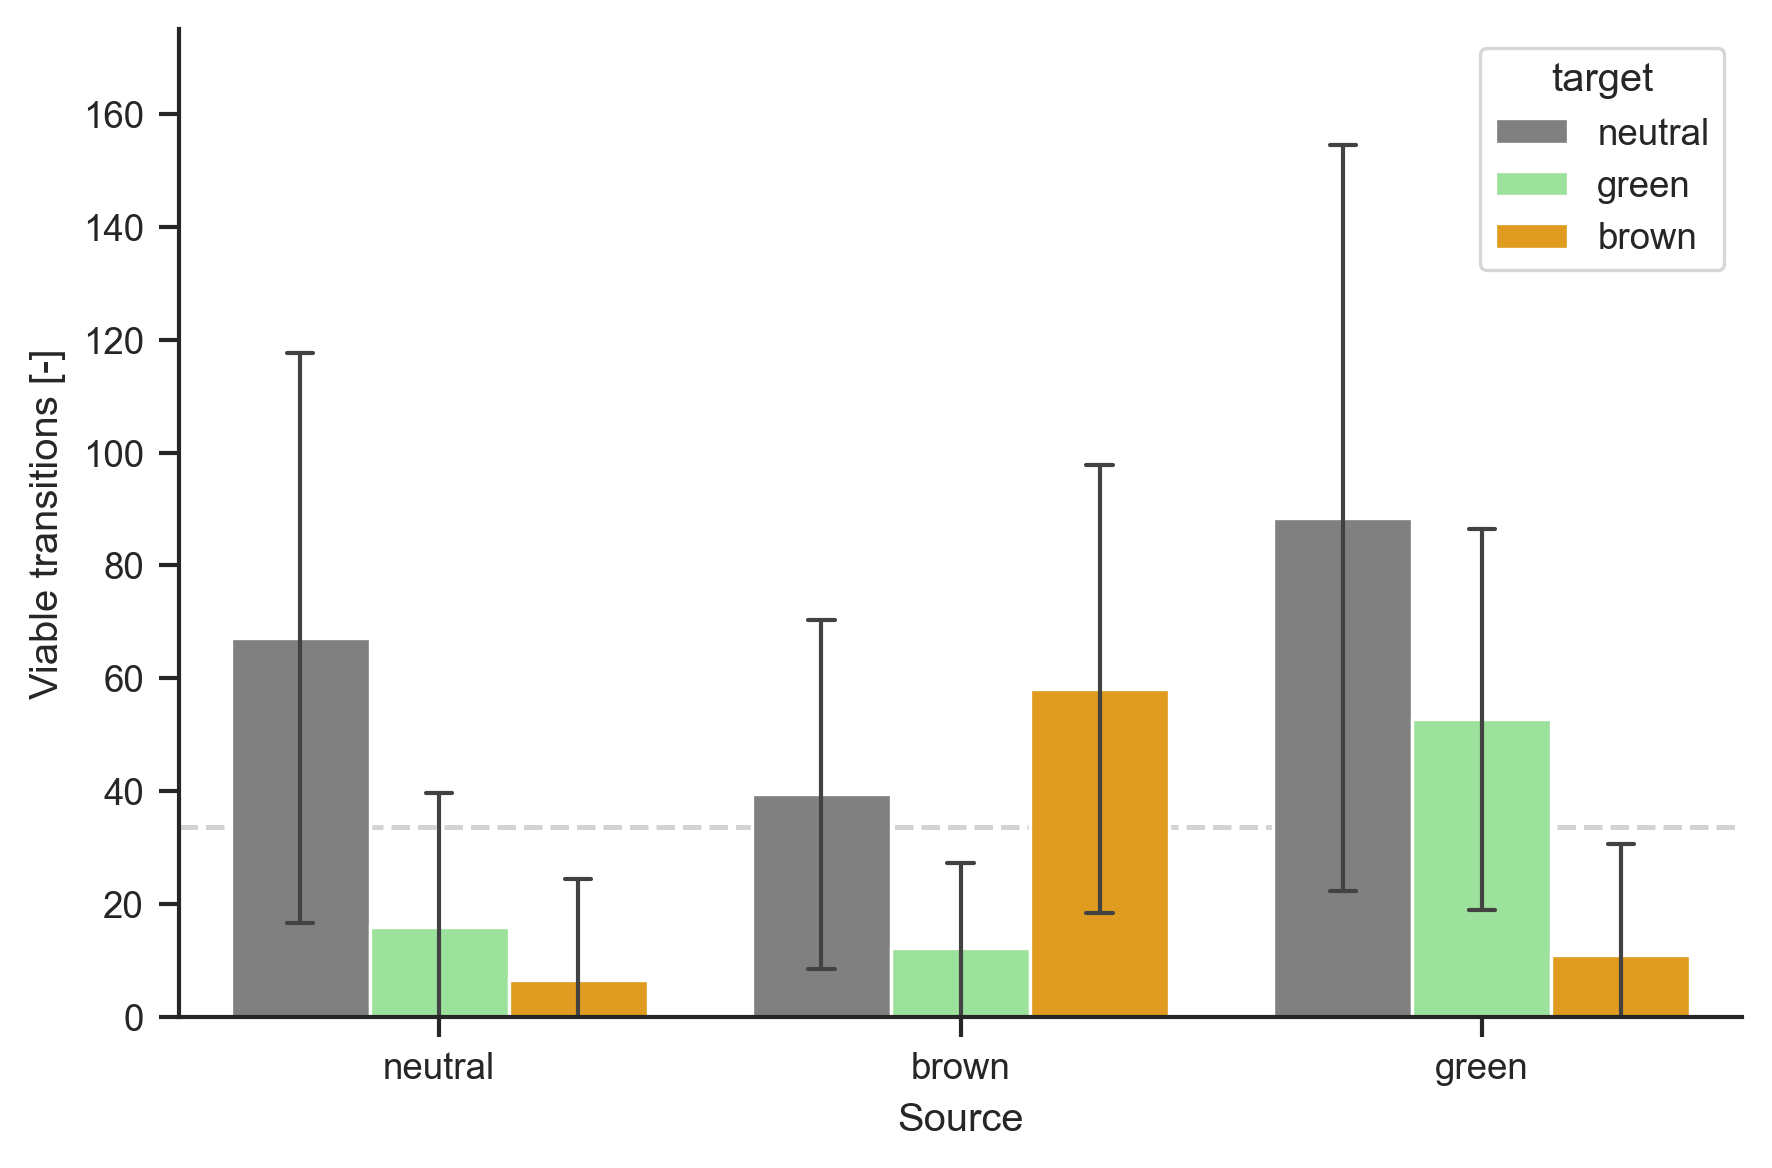 Viable transitions [-]
160
140
120
100
80
60
40
20
0
target
neutral
green
brown
neutral
brown
green
Source